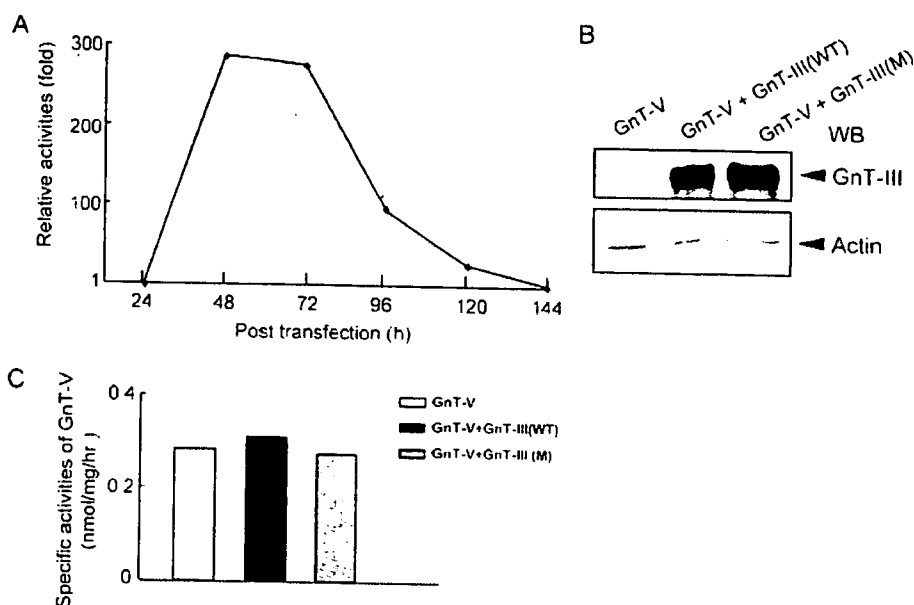 A
Relative activities (fold)
300
100
1
24 48 72 96 120 144
Post transfection (h)
B
GnT-V
GnT-V + GnT-III(WT)
GnT-V + GnT-III(M)
WB
GnT-III
Actin
C
Specific activities of GnT-V
(nmol/mg/hr)
0 4
0 2
0
GnT-V
GnT-V+GnT-III(WT)
GnT-V+GnT-III (M)